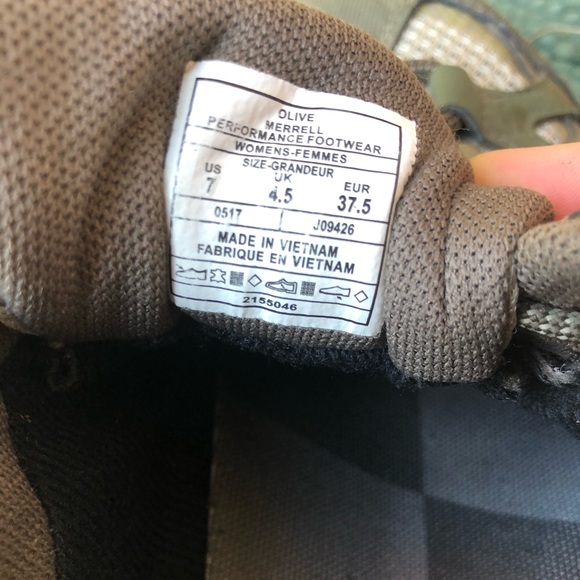 OLIVE
MERRELL
PERFORMANCE FOOTWEAR
WOMENS-FEMMES
SIZE-GRANDEUR
US UK EUR
7 4.5 37.5
0517 J09426
MADE IN VIETNAM
FABRIQUE EN VIETNAM
2155046